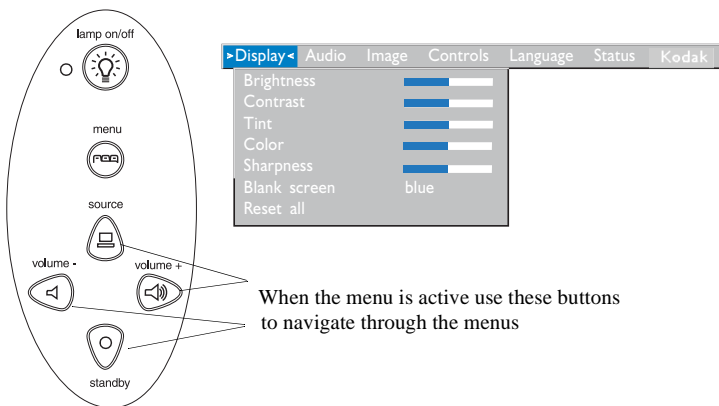 lamp on/off
menu
source
volume -
volume +
standby
>Display< Audio Image Controls Language Status Kodak
Brightness
Contrast
Tint
Color
Sharpness
Blank screen blue
Reset all
When the menu is active use these buttons
to navigate through the menus